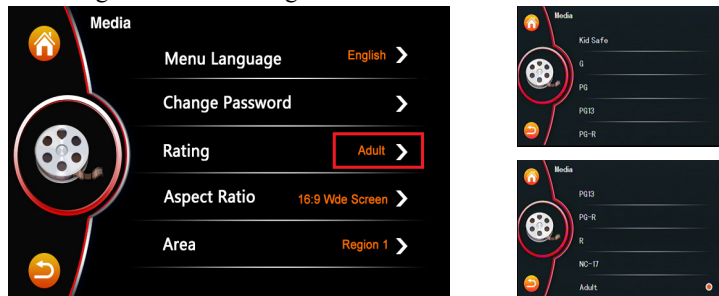 Media
Menu Language English
Change Password
Rating Adult
Aspect Ratio 16:9 Wde Screen
Area Region 1
Media
Kid Safe
G
PG
PG13
PG-R
Media
PG13
PG-R
R
NC-17
Adult